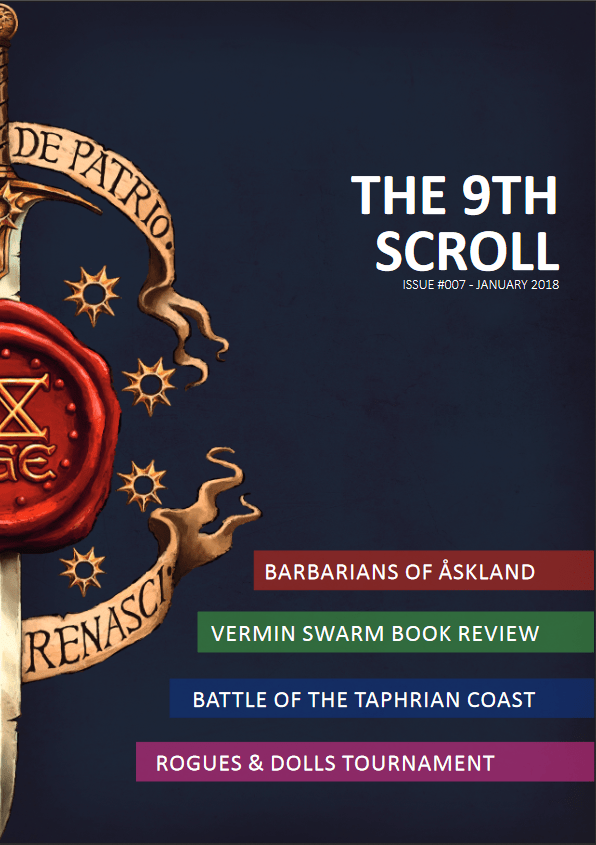 DE PATRIO.
THE 9TH
SCROLL
ISSUE #007 - JANUARY 2018
X
GE
RENASCI.
BARBARIANS OF ÅSKLAND
VERMIN SWARM BOOK REVIEW
BATTLE OF THE TAPHRIAN COAST
ROGUES & DOLLS TOURNAMENT